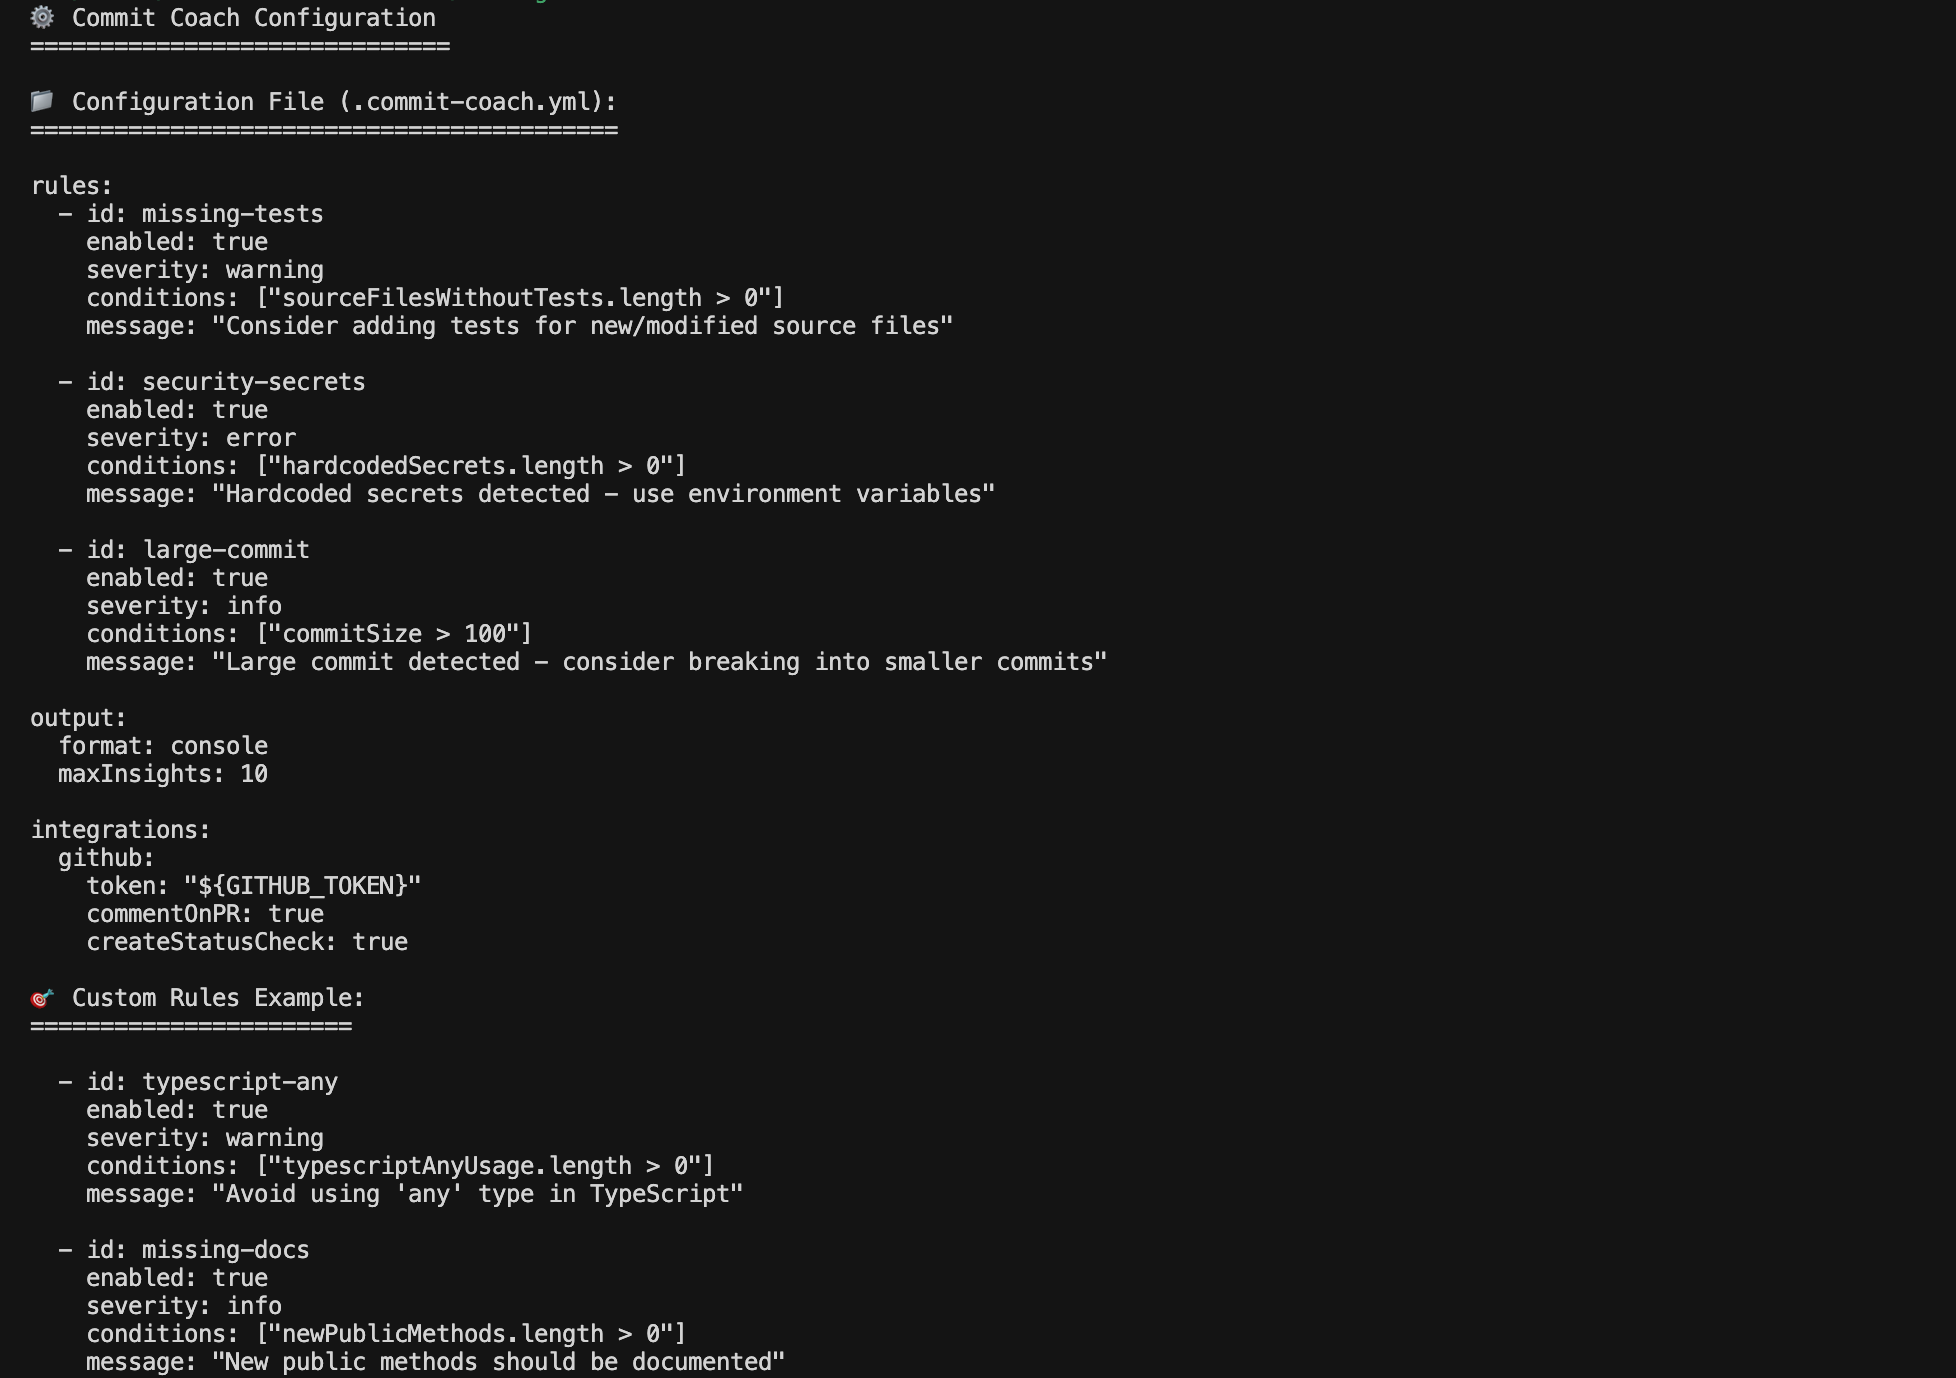 ⚙️ Commit Coach Configuration
==============================
📁 Configuration File (.commit-coach.yml):
==========================================
rules:
  - id: missing-tests
    enabled: true
    severity: warning
    conditions: ["sourceFilesWithoutTests.length > 0"]
    message: "Consider adding tests for new/modified source files"
  - id: security-secrets
    enabled: true
    severity: error
    conditions: ["hardcodedSecrets.length > 0"]
    message: "Hardcoded secrets detected - use environment variables"
  - id: large-commit
    enabled: true
    severity: info
    conditions: ["commitSize > 100"]
    message: "Large commit detected - consider breaking into smaller commits"
output:
  format: console
  maxInsights: 10
integrations:
  github:
    token: "${GITHUB_TOKEN}"
    commentOnPR: true
    createStatusCheck: true
🎯 Custom Rules Example:
=======================
  - id: typescript-any
    enabled: true
    severity: warning
    conditions: ["typescriptAnyUsage.length > 0"]
    message: "Avoid using 'any' type in TypeScript"
  - id: missing-docs
    enabled: true
    severity: info
    conditions: ["newPublicMethods.length > 0"]
    message: "New public methods should be documented"